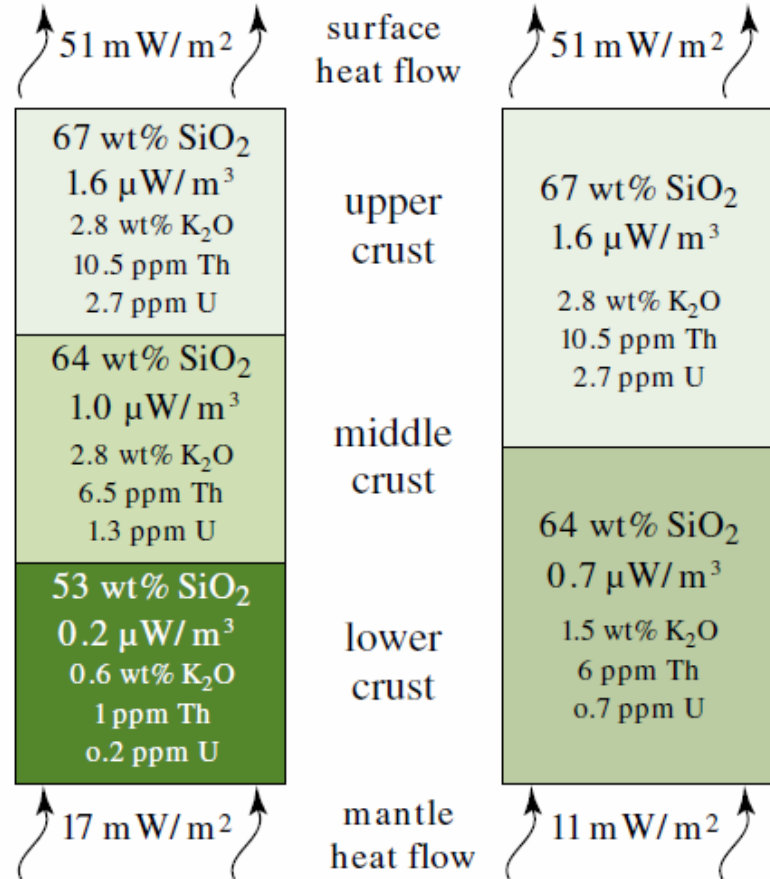 51 mW/m²
67 wt% SiO₂
1.6 μW/m³
2.8 wt% K₂O
10.5 ppm Th
2.7 ppm U
64 wt% SiO₂
1.0 μW/m³
2.8 wt% K₂O
6.5 ppm Th
1.3 ppm U
53 wt% SiO₂
0.2 μW/m³
0.6 wt% K₂O
1 ppm Th
o.2 ppm U
17 mW/m²
surface
heat flow
upper
crust
middle
crust
lower
crust
mantle
heat flow
51 mW/m²
67 wt% SiO₂
1.6 μW/m³
2.8 wt% K₂O
10.5 ppm Th
2.7 ppm U
64 wt% SiO₂
0.7 μW/m³
1.5 wt% K₂O
6 ppm Th
o.7 ppm U
11 mW/m²